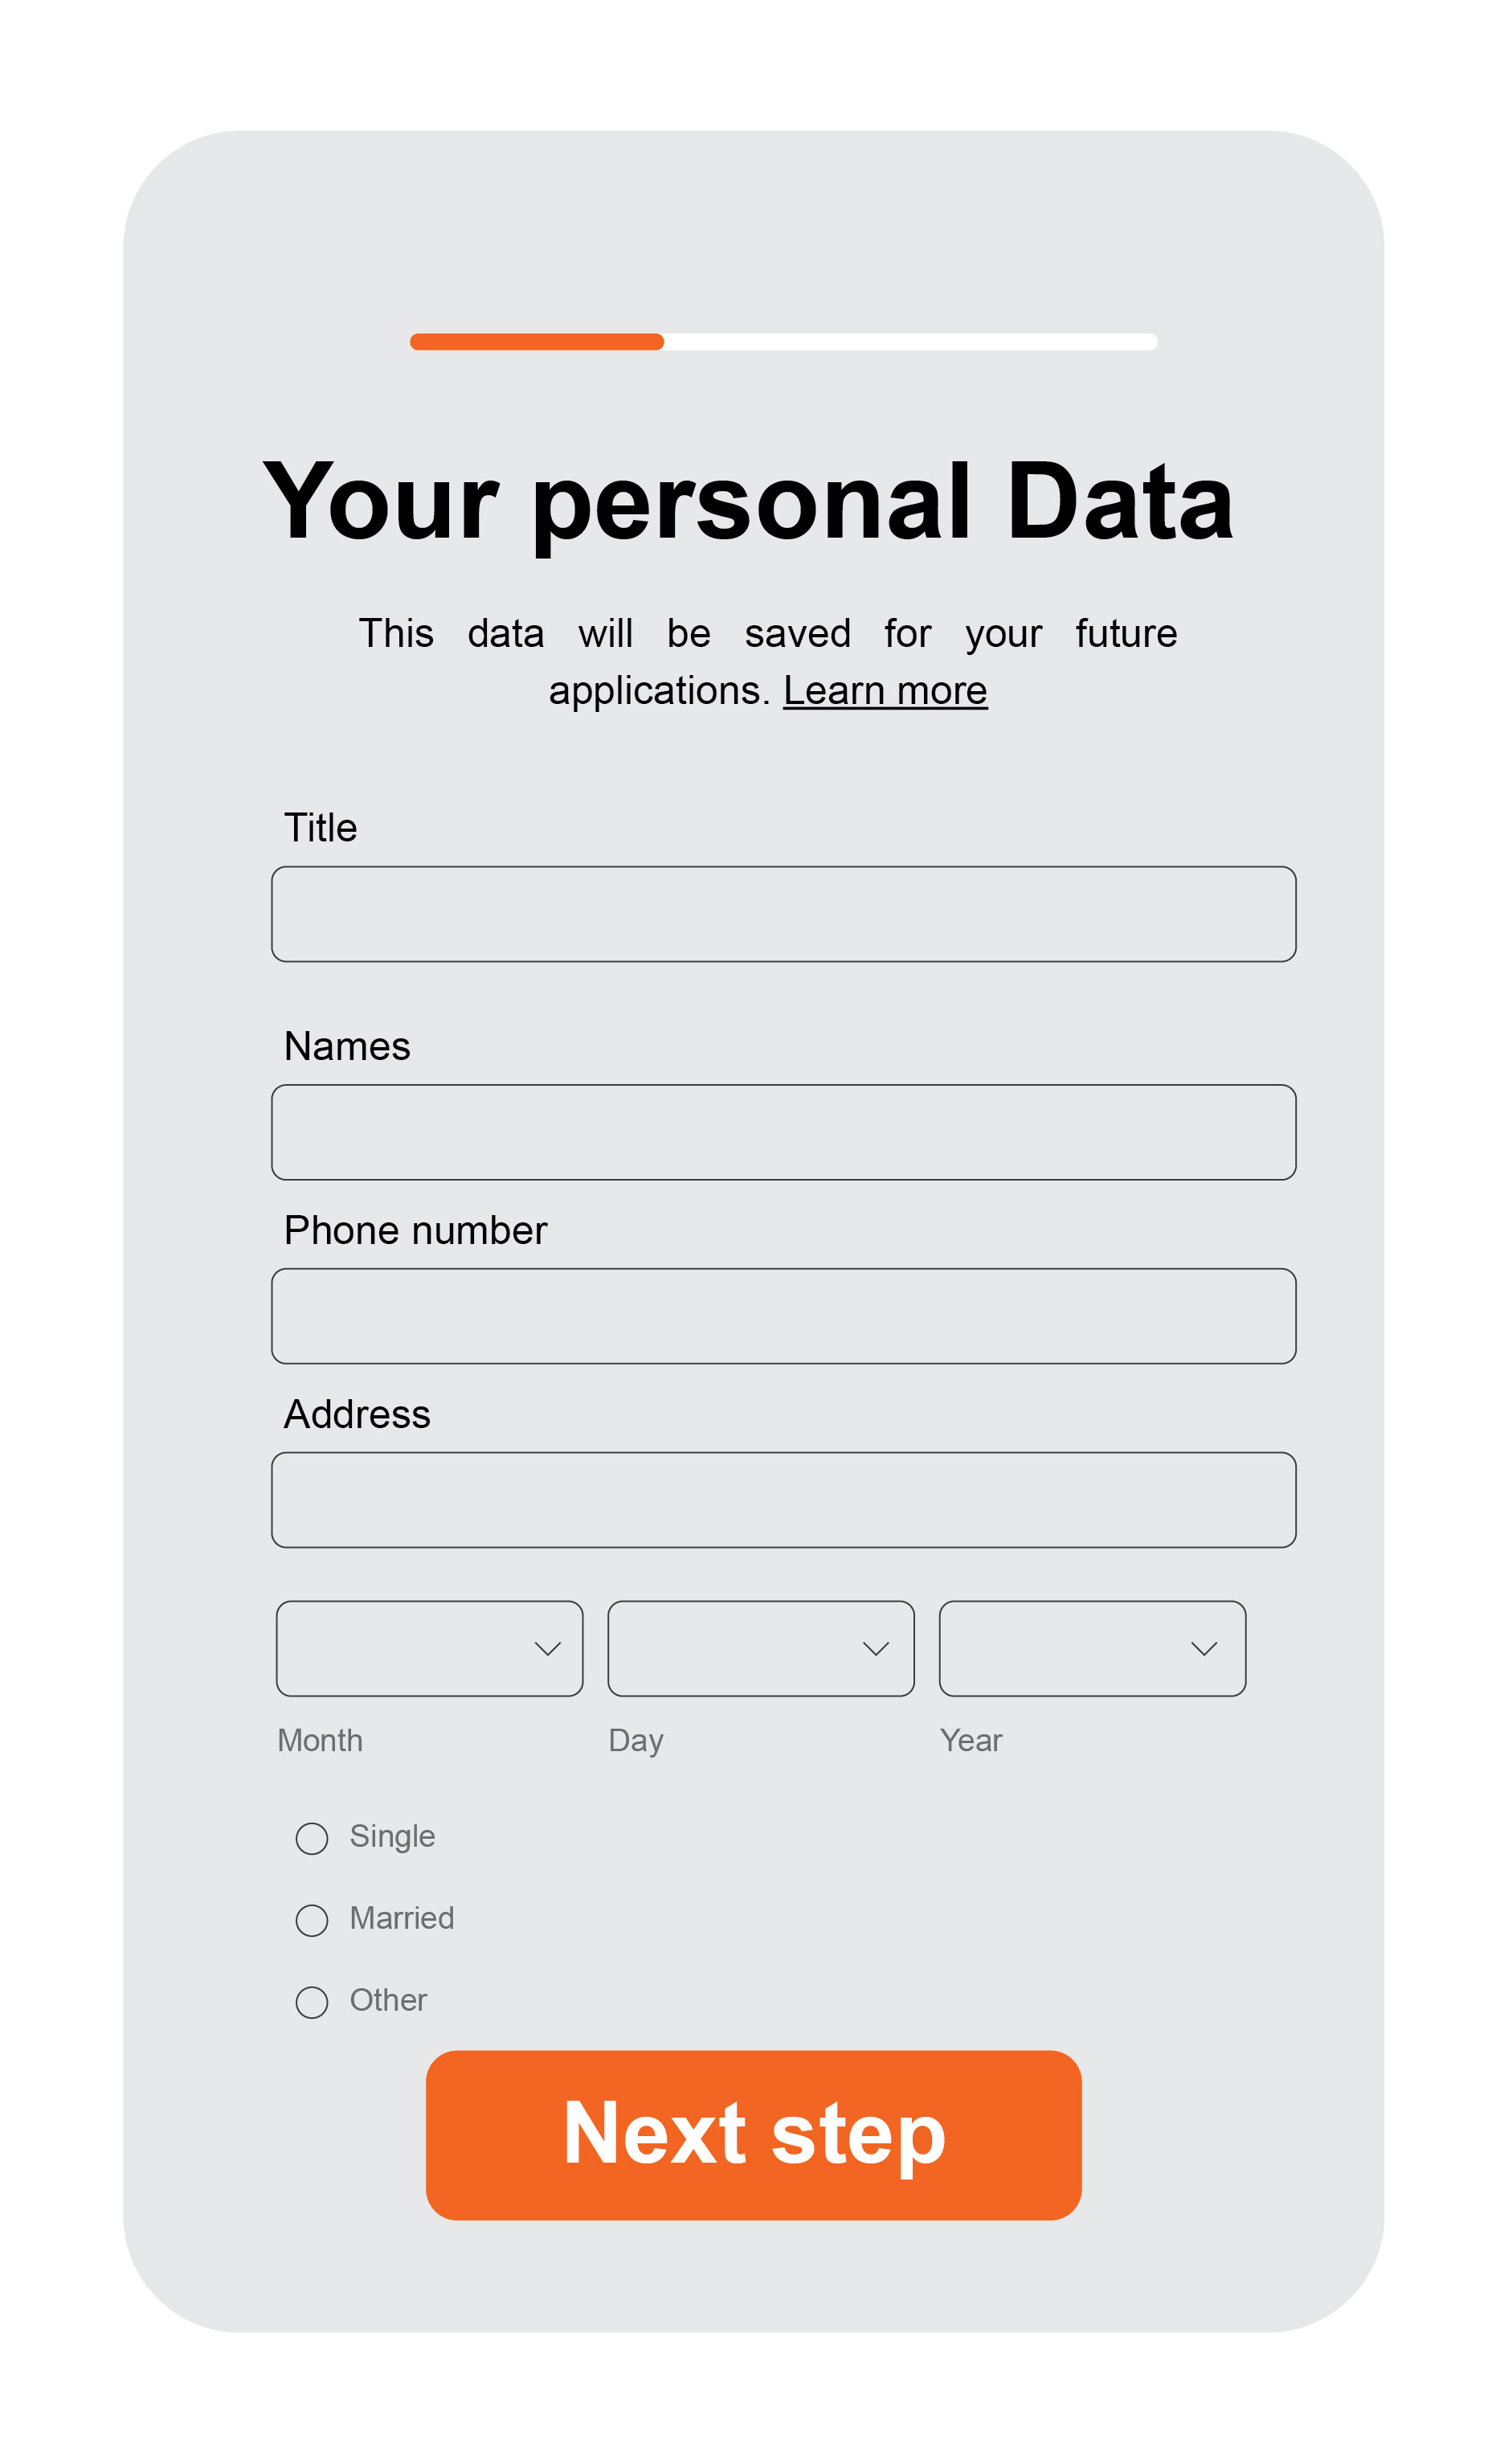 Your personal Data
This data will be saved for your future
applications. Learn more
Title
Names
Phone number
Address
Month Day Year
Single
Married
Other
Next step